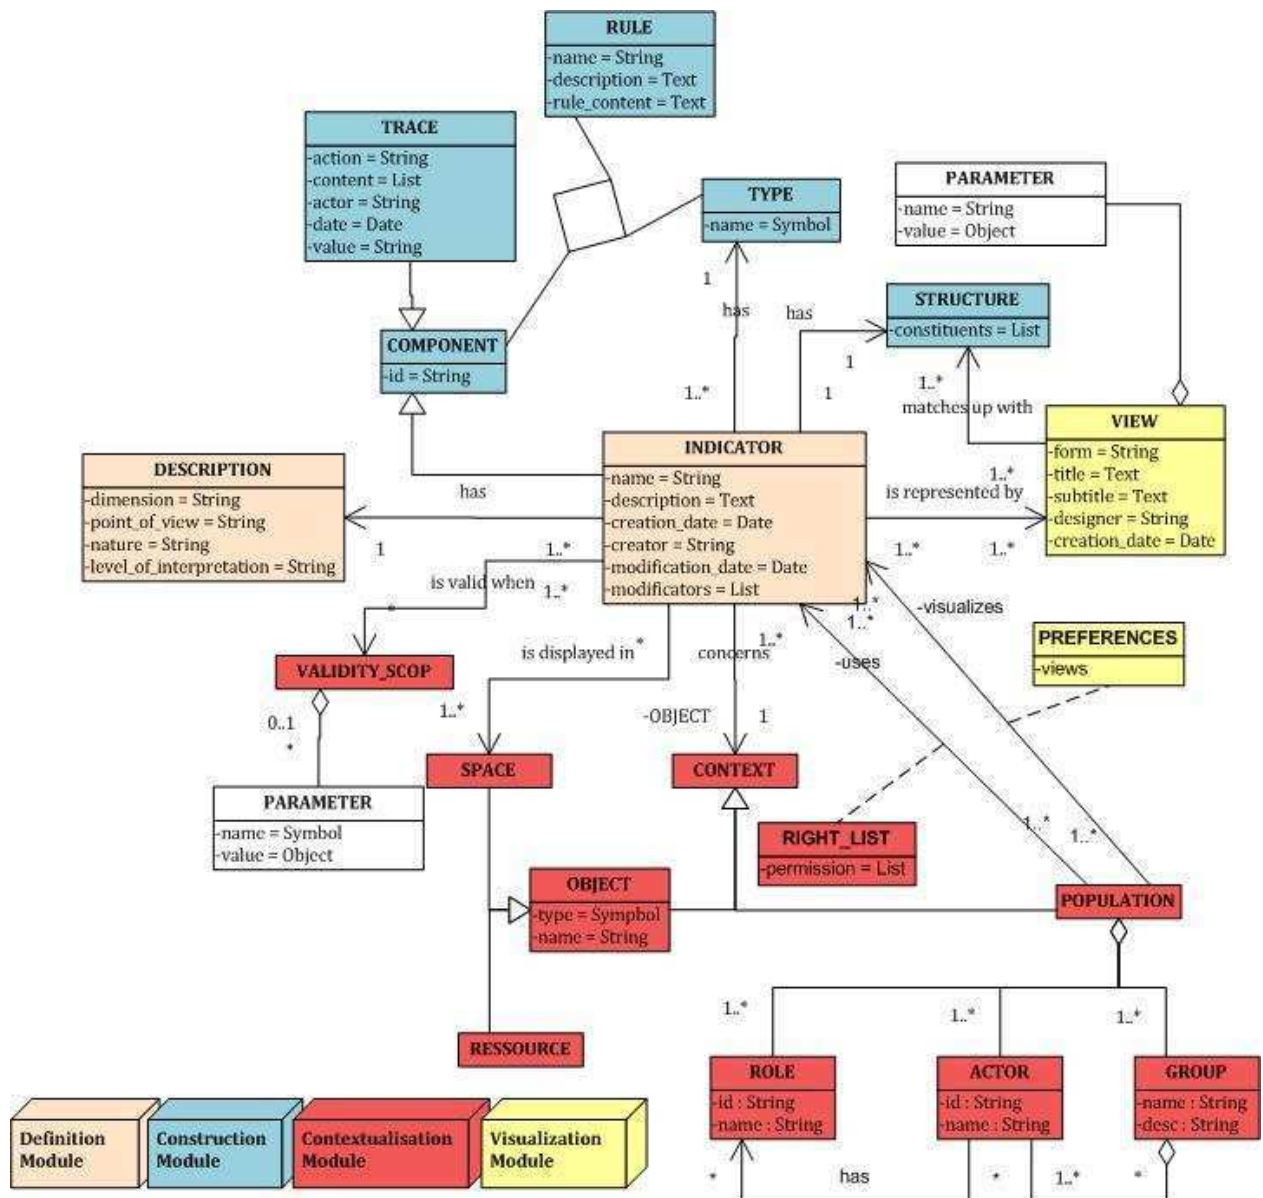 RULE
-name = String
-description = Text
-rule_content = Text
TRACE
-action = String
-content = List
-actor = String
-date = Date
-value = String
TYPE
-name = Symbol
PARAMETER
-name = String
-value = Object
1
has
has
STRUCTURE
-constituents = List
COMPONENT
-id = String
1
1..*
1..*
1
matches up with
VIEW
-form = String
-title = Text
-subtitle = Text
-designer = String
-creation_date = Date
INDICATOR
-name = String
-description = Text
-creation_date = Date
-creator = String
-modification_date = Date
-modificators = List
DESCRIPTION
-dimension = String
-point_of_view = String
-nature = String
-level_of_interpretation = String
has
1..*
is represented by
1
1..*
1..*
1..*
is valid when
1..*
*
1..*
1..*
-visualizes
PREFERENCES
-views
1..*
is displayed in
*
concerns
-uses
VALIDITY_SCOP
0..1
*
1..*
-OBJECT
1
SPACE
CONTEXT
PARAMETER
-name = Symbol
-value = Object
RIGHT_LIST
-permission = List
1..*
1..*
OBJECT
-type = Sympbol
-name = String
POPULATION
1..*
1..*
1..*
RESSOURCE
ROLE
-id : String
-name : String
ACTOR
-id : String
-name : String
GROUP
-name : String
-desc : String
*
has
*
1..*
*
Definition
Module
Construction
Module
Contextualisation
Module
Visualization
Module